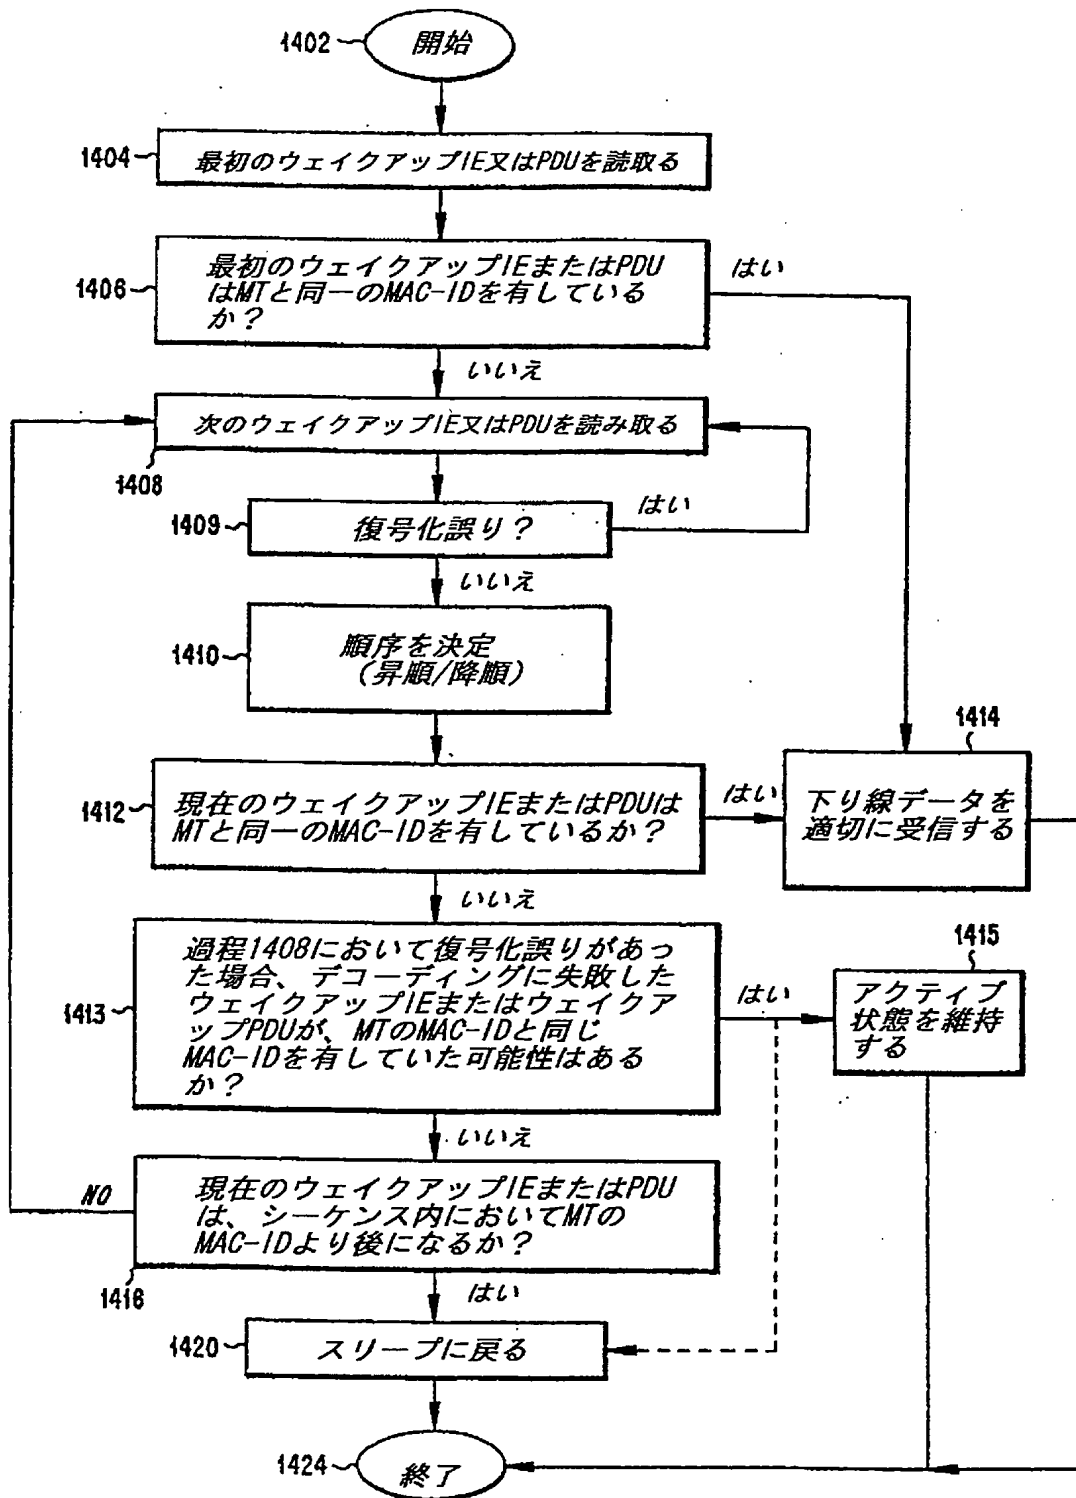 1402
開始
1404
最初のウェイクアップIE又はPDUを読取る
1406
最初のウェイクアップIEまたはPDU
はMTと同一のMAC-IDを有している
か?
はい
いいえ
次のウェイクアップIE又はPDUを読み取る
1408
1409
復号化誤り?
はい
いいえ
1410
順序を決定
(昇順/降順)
1412
現在のウェイクアップIEまたはPDUは
MTと同一のMAC-IDを有しているか?
はい
1414
下り線データを
適切に受信する
いいえ
1413
過程1408において復号化誤りがあっ
た場合、デコーディングに失敗した
ウェイクアップIEまたはウェイクア
ップPDUが、MTのMAC-IDと同じ
MAC-IDを有していた可能性はある
か?
はい
1415
アクティブ
状態を維持
する
いいえ
NO
現在のウェイクアップIEまたはPDU
は、シーケンス内においてMTの
MAC-IDより後になるか?
1416
はい
1420
スリープに戻る
1424
終了